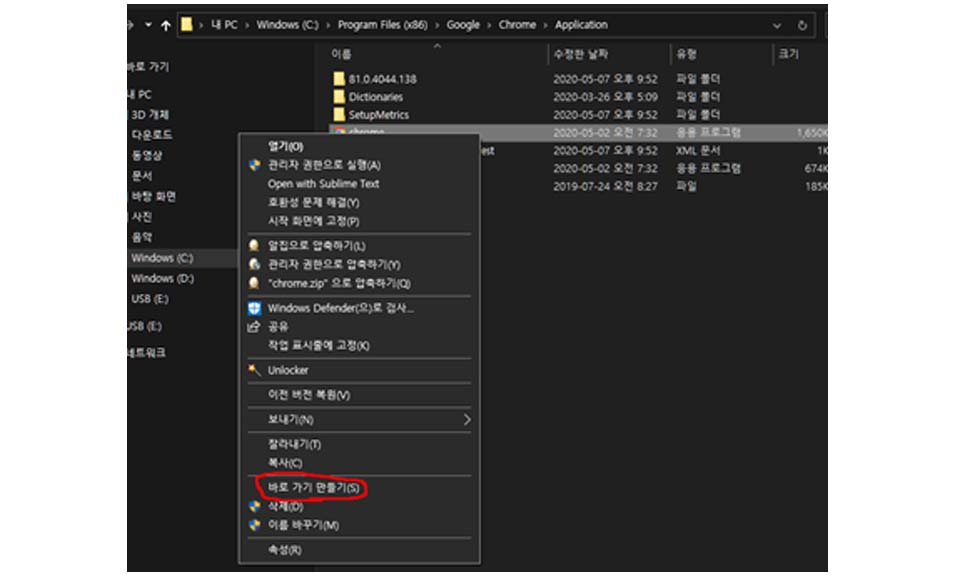 내 PC > Windows (C:) > Program Files (x86) > Google > Chrome > Application
이름 수정한 날짜 유형 크기
바로 가기
내 PC
3D 개체
다운로드
동영상
문서
바탕 화면
사진
음악
Windows (C:)
Windows (D:)
USB (E:)
USB (E:)
네트워크
81.0.4044.138 2020-05-07 오후 9:52 파일 폴더
Dictionaries 2020-03-26 오후 5:09 파일 폴더
SetupMetrics 2020-05-07 오후 9:52 파일 폴더
chrome 2020-05-02 오전 7:32 응용 프로그램 1,650K
est 2020-05-07 오후 9:52 XML 문서 1K
2020-05-02 오전 7:32 응용 프로그램 674K
2019-07-24 오전 8:27 파일 185K
열기(O)
관리자 권한으로 실행(A)
Open with Sublime Text
호환성 문제 해결(Y)
시작 화면에 고정(P)
알집으로 압축하기(L)
관리자 권한으로 압축하기(Y)
"chrome.zip" 으로 압축하기(Q)
Windows Defender(으)로 검사...
공유
작업 표시줄에 고정(K)
Unlocker
이전 버전 복원(V)
보내기(N)
잘라내기(T)
복사(C)
바로 가기 만들기(S)
삭제(D)
이름 바꾸기(M)
속성(R)